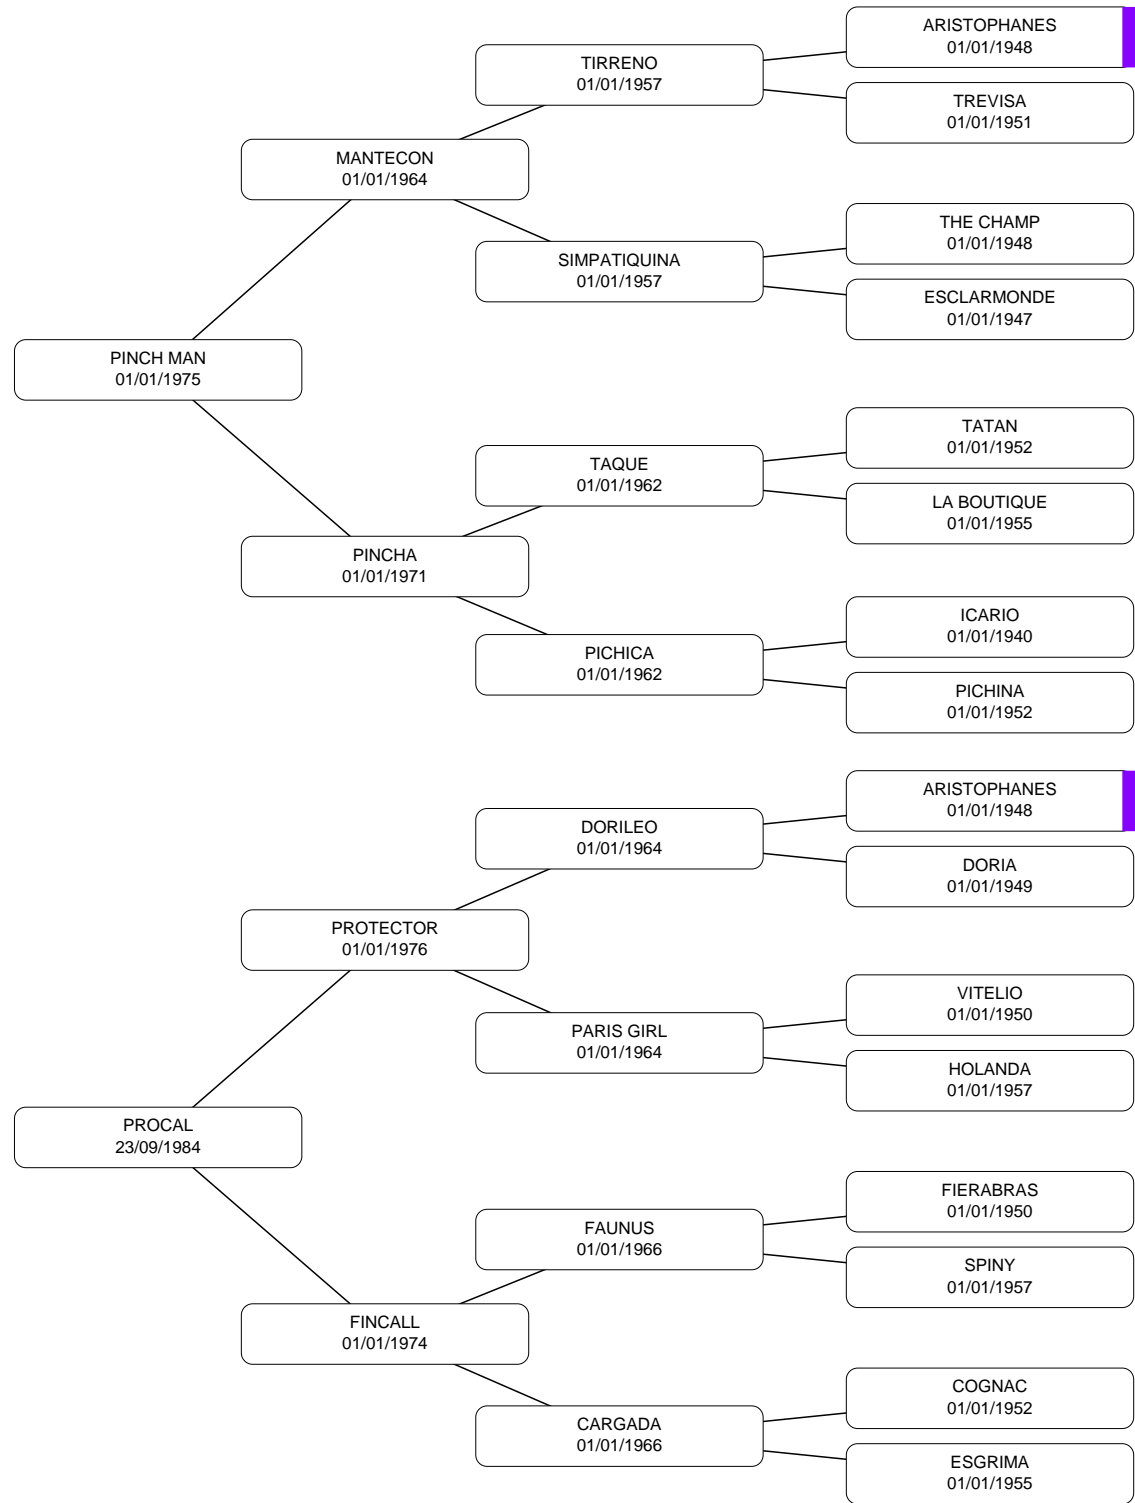 ARISTOPHANES
01/01/1948
TIRRENO
01/01/1957
TREVISA
01/01/1951
MANTECON
01/01/1964
THE CHAMP
01/01/1948
SIMPATIQUINA
01/01/1957
ESCLARMONDE
01/01/1947
PINCH MAN
01/01/1975
TATAN
01/01/1952
TAQUE
01/01/1962
LA BOUTIQUE
01/01/1955
PINCHA
01/01/1971
ICARIO
01/01/1940
PICHICA
01/01/1962
PICHINA
01/01/1952
ARISTOPHANES
01/01/1948
DORILEO
01/01/1964
DORIA
01/01/1949
PROTECTOR
01/01/1976
VITELIO
01/01/1950
PARIS GIRL
01/01/1964
HOLANDA
01/01/1957
PROCAL
23/09/1984
FIERABRAS
01/01/1950
FAUNUS
01/01/1966
SPINY
01/01/1957
FINCALL
01/01/1974
COGNAC
01/01/1952
CARGADA
01/01/1966
ESGRIMA
01/01/1955